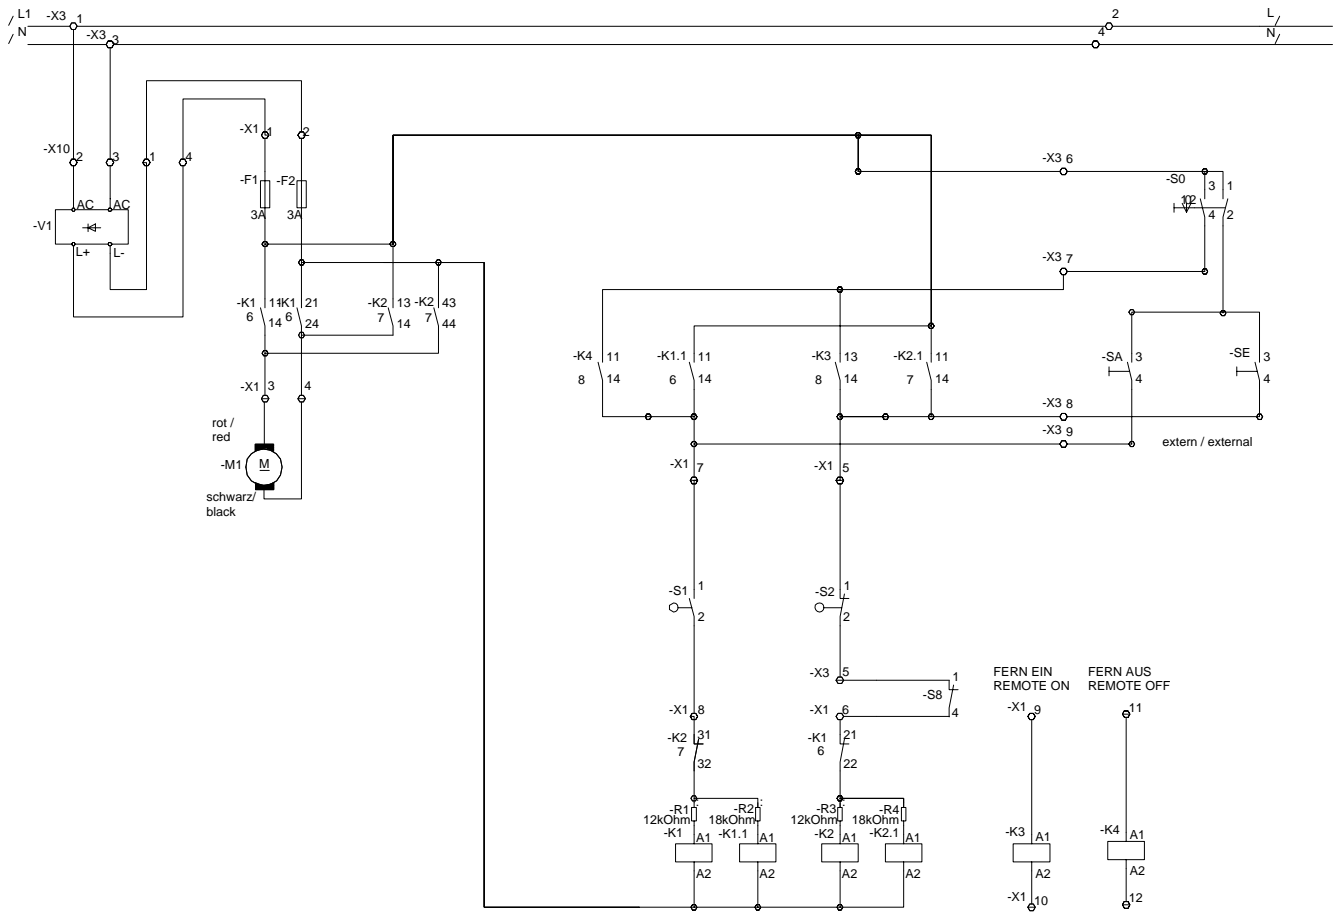 L1
N
-X3 1
-X3 3
2
4
L
N
-X1 1
2
-X10 2
3
1
4
-X3 6
-S0
3
1
-F1
-F2
3A
3A
4
2
AC
AC
-V1
L+
L-
-X3 7
-K1 11
6
14
-K1 21
6
24
-K2 13
7
14
-K2 43
7
44
-K4 11
8
14
-K1.1 11
6
14
-K3 13
8
14
-K2.1 11
7
14
-SA 3
4
-SE 3
4
-X1 3
4
-X3 8
-X3 9
extern / external
rot /
red
-M1
M
schwarz/
black
-X1 7
-X1 5
-S1 1
2
-S2 1
2
-X3 5
-S8 1
4
FERN EIN
REMOTE ON
FERN AUS
REMOTE OFF
-X1 8
-X1 6
-X1 9
11
-K2 31
7
32
-K1 21
6
22
-R1
12kOhm
-R2
18kOhm
-R3
12kOhm
-R4
18kOhm
-K1 A1
A2
-K1.1 A1
A2
-K2 A1
A2
-K2.1 A1
A2
-K3 A1
A2
-K4 A1
A2
-X1 10
12